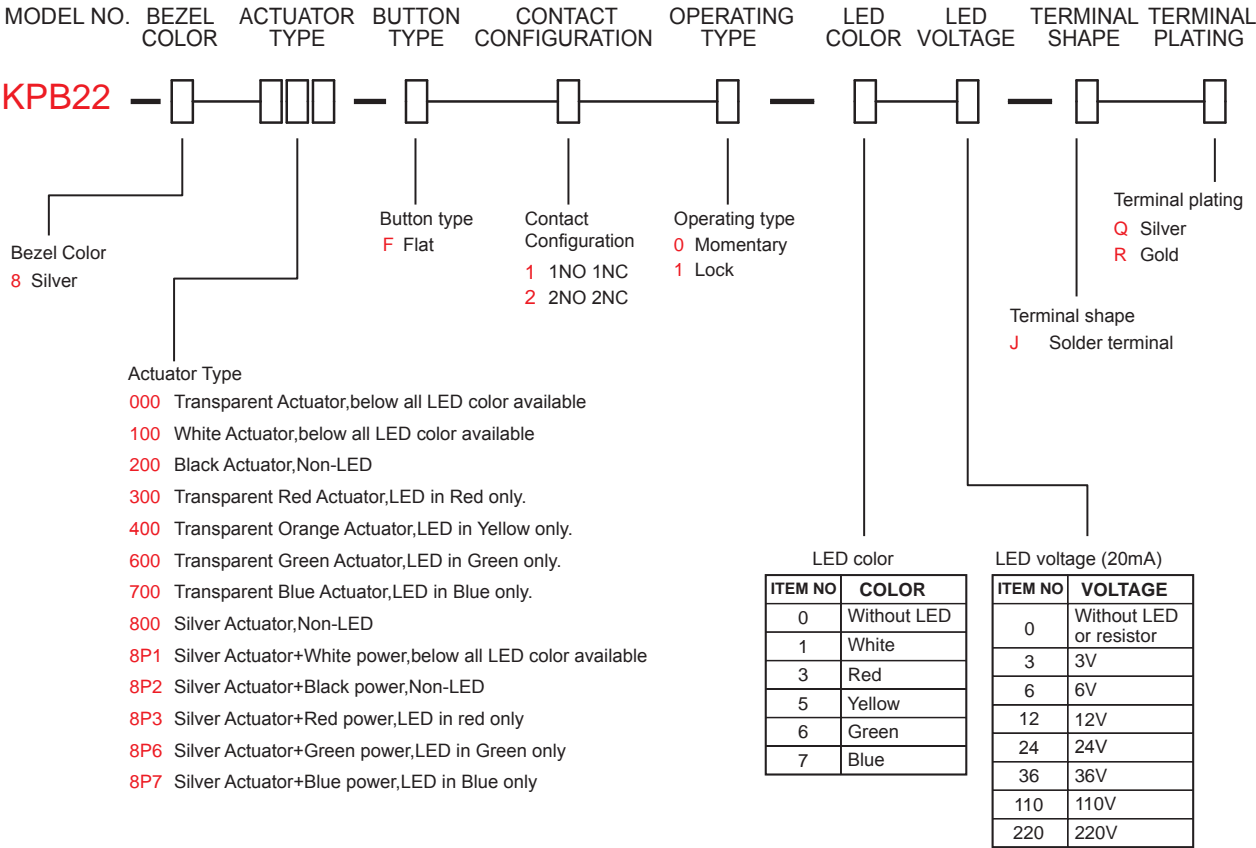 MODEL NO. BEZEL COLOR ACTUATOR TYPE BUTTON TYPE CONTACT CONFIGURATION OPERATING TYPE LED COLOR LED VOLTAGE TERMINAL SHAPE TERMINAL PLATING
KPB22
Bezel Color
8 Silver
Actuator Type
000 Transparent Actuator,below all LED color available
100 White Actuator,below all LED color available
200 Black Actuator,Non-LED
300 Transparent Red Actuator,LED in Red only.
400 Transparent Orange Actuator,LED in Yellow only.
600 Transparent Green Actuator,LED in Green only.
700 Transparent Blue Actuator,LED in Blue only.
800 Silver Actuator,Non-LED
8P1 Silver Actuator+White power,below all LED color available
8P2 Silver Actuator+Black power,Non-LED
8P3 Silver Actuator+Red power,LED in red only
8P6 Silver Actuator+Green power,LED in Green only
8P7 Silver Actuator+Blue power,LED in Blue only
Button type
F Flat
Contact
Configuration
1 1NO 1NC
2 2NO 2NC
Operating type
0 Momentary
1 Lock
LED color
ITEM NO COLOR
0 Without LED
1 White
3 Red
5 Yellow
6 Green
7 Blue
LED voltage (20mA)
ITEM NO VOLTAGE
0 Without LED
or resistor
3 3V
6 6V
12 12V
24 24V
36 36V
110 110V
220 220V
Terminal shape
J Solder terminal
Terminal plating
Q Silver
R Gold